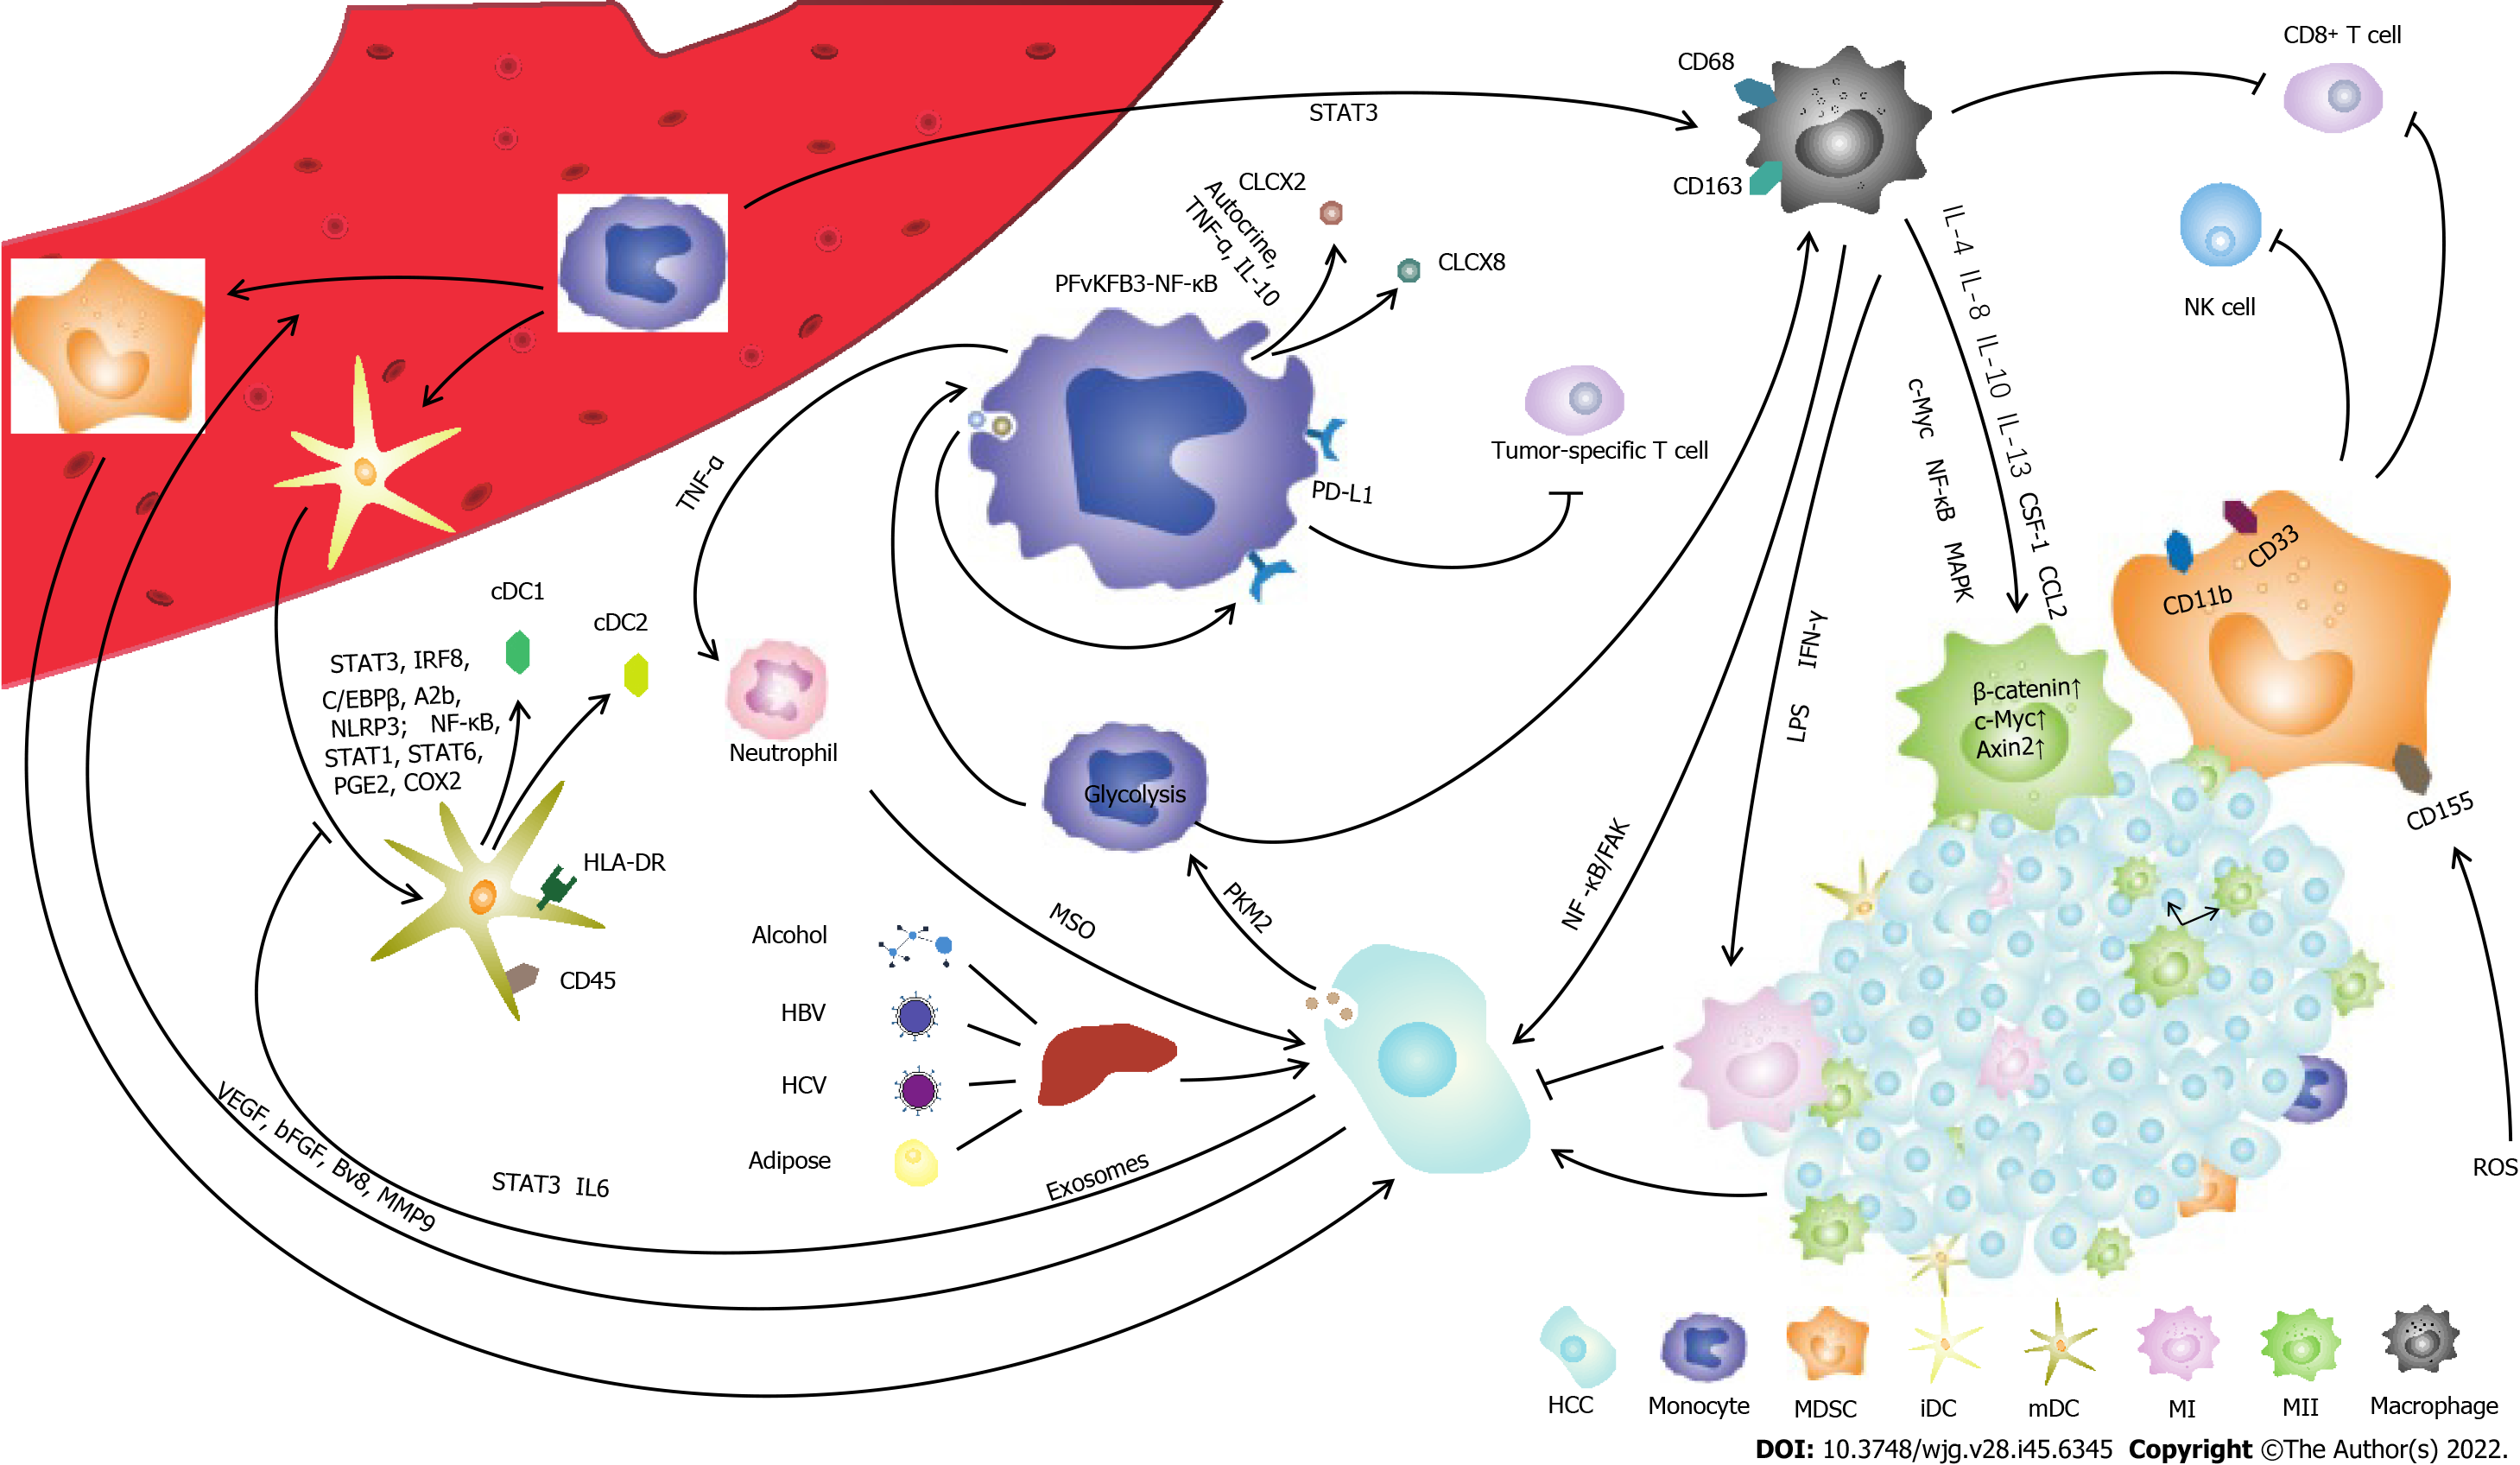 CD8+ T cell
CD68
STAT3
CD163
CLCX2
Autocrine,
TNF-α, IL-10
CLCX8
PFvKFB3-NF-κB
NK cell
IL-4 IL-8 IL-10 IL-13 CSF-1 CCL2
c-Myc NF-κB MAPK
Tumor-specific T cell
PD-L1
TNF-α
CD33
CD11b
cDC1
cDC2
STAT3, IRF8,
C/EBPβ, A2b,
NLRP3; NF-κB,
STAT1, STAT6,
PGE2, COX2
Neutrophil
Glycolysis
LPS IFN-γ
β-catenin↑
c-Myc↑
Axin2↑
CD155
HLA-DR
CD45
Alcohol
HBV
HCV
Adipose
MSO
PKM2
NF-κB/FAK
ROS
VEGF, bFGF, Bv8, MMP9
STAT3 IL6
Exosomes
HCC
Monocyte
MDSC
iDC
mDC
MI
MII
Macrophage
DOI: 10.3748/wjg.v28.i45.6345 Copyright ©The Author(s) 2022.